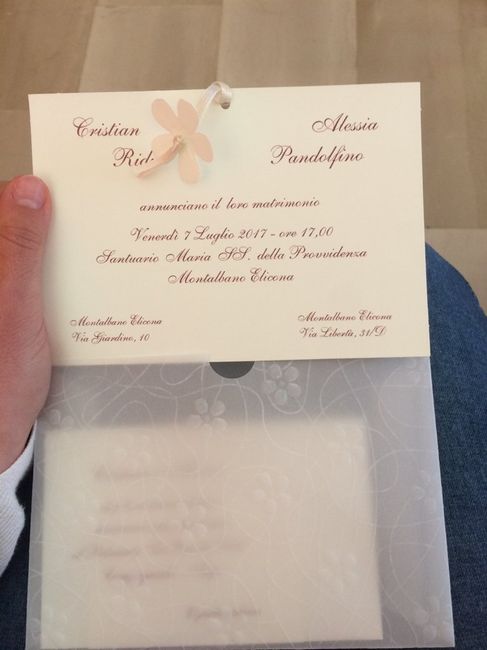 Cristian
Alessia
Pandolfino
annunciano il loro matrimonio
Venerdì 7 Luglio 2017 - ore 17,00
Santuario Maria SS. della Provvidenza
Montalbano Elicona
Montalbano Elicona
Via Giardino, 10
Montalbano Elicona
Via Libertà, 31/D